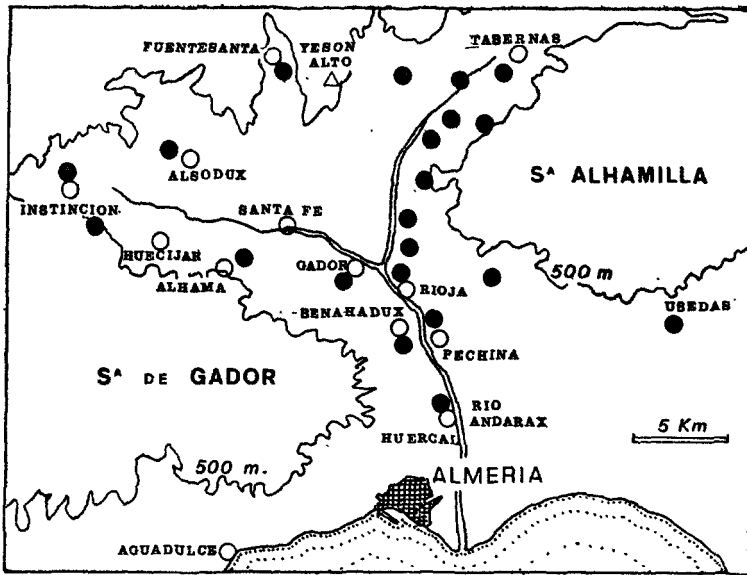 FUENTESANTA
YESON
ALTO
TABERNAS
ALSODUX
Sᴬ ALHAMILLA
INSTINCION
SANTA FE
HUECIJAR
ALHAMA
GADOR
RIOJA
500 m
BENAHADUX
USEDAS
PECHINA
Sᴬ DE GADOR
RIO
ANDARAX
HUERCAL
5 Km
500 m.
ALMERIA
AGUADULCE